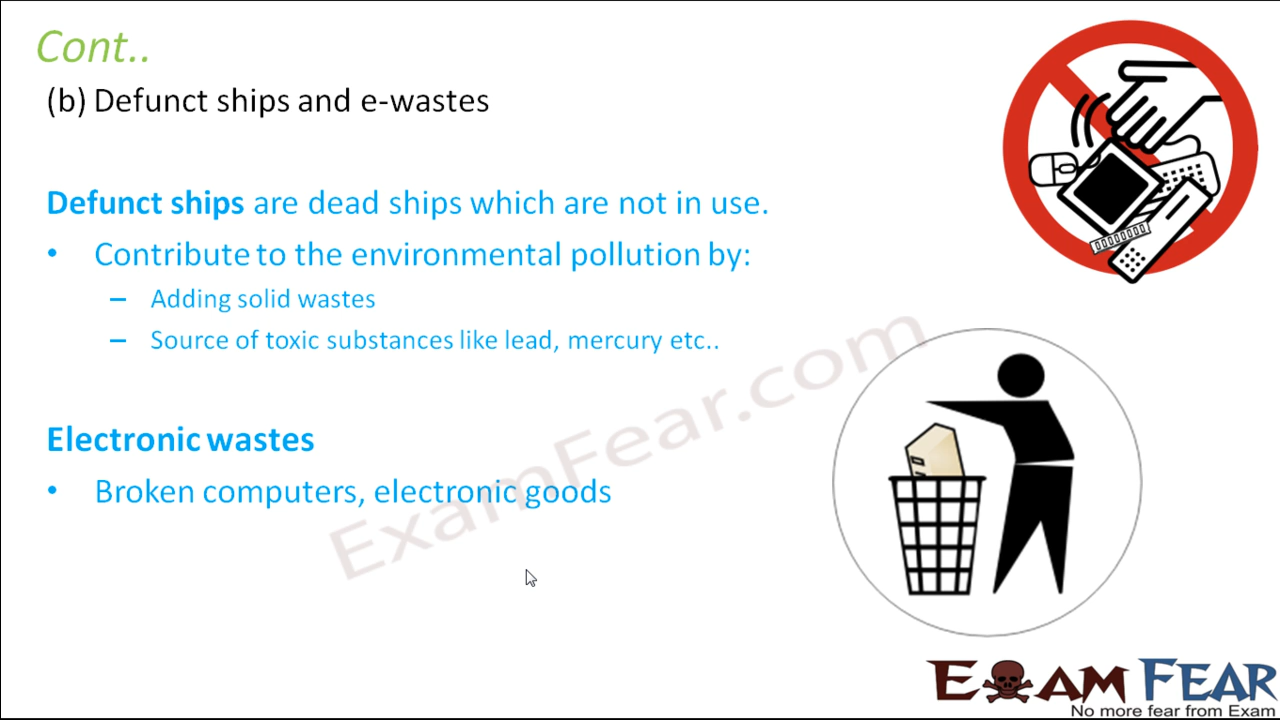 Cont..
(b) Defunct ships and e-wastes
Defunct ships are dead ships which are not in use.
• Contribute to the environmental pollution by:
– Adding solid wastes
– Source of toxic substances like lead, mercury etc..
Electronic wastes
• Broken computers, electronic goods
ExamFear.com
EXAM FEAR
No more fear from Exam